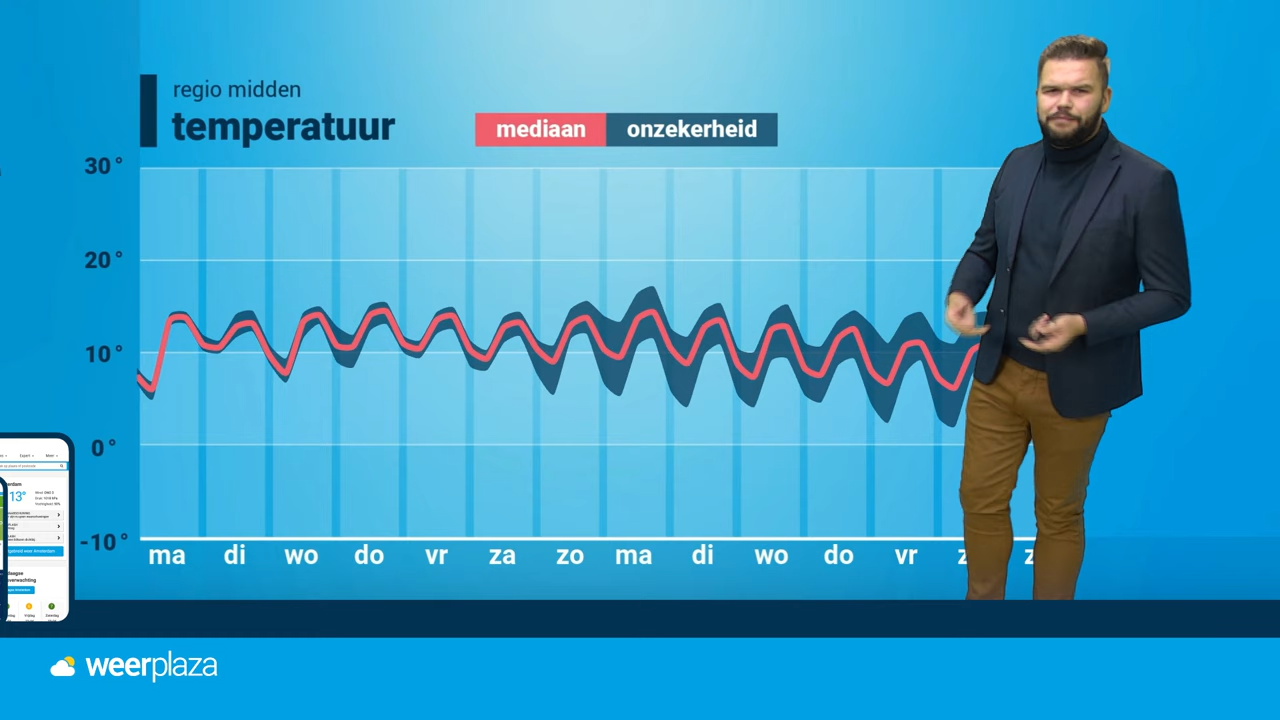 regio midden
temperatuur
mediaan onzekerheid
30°
20°
10°
0°
-10°
ma di wo do vr za zo ma di wo do vr z z
13°
weerplaza